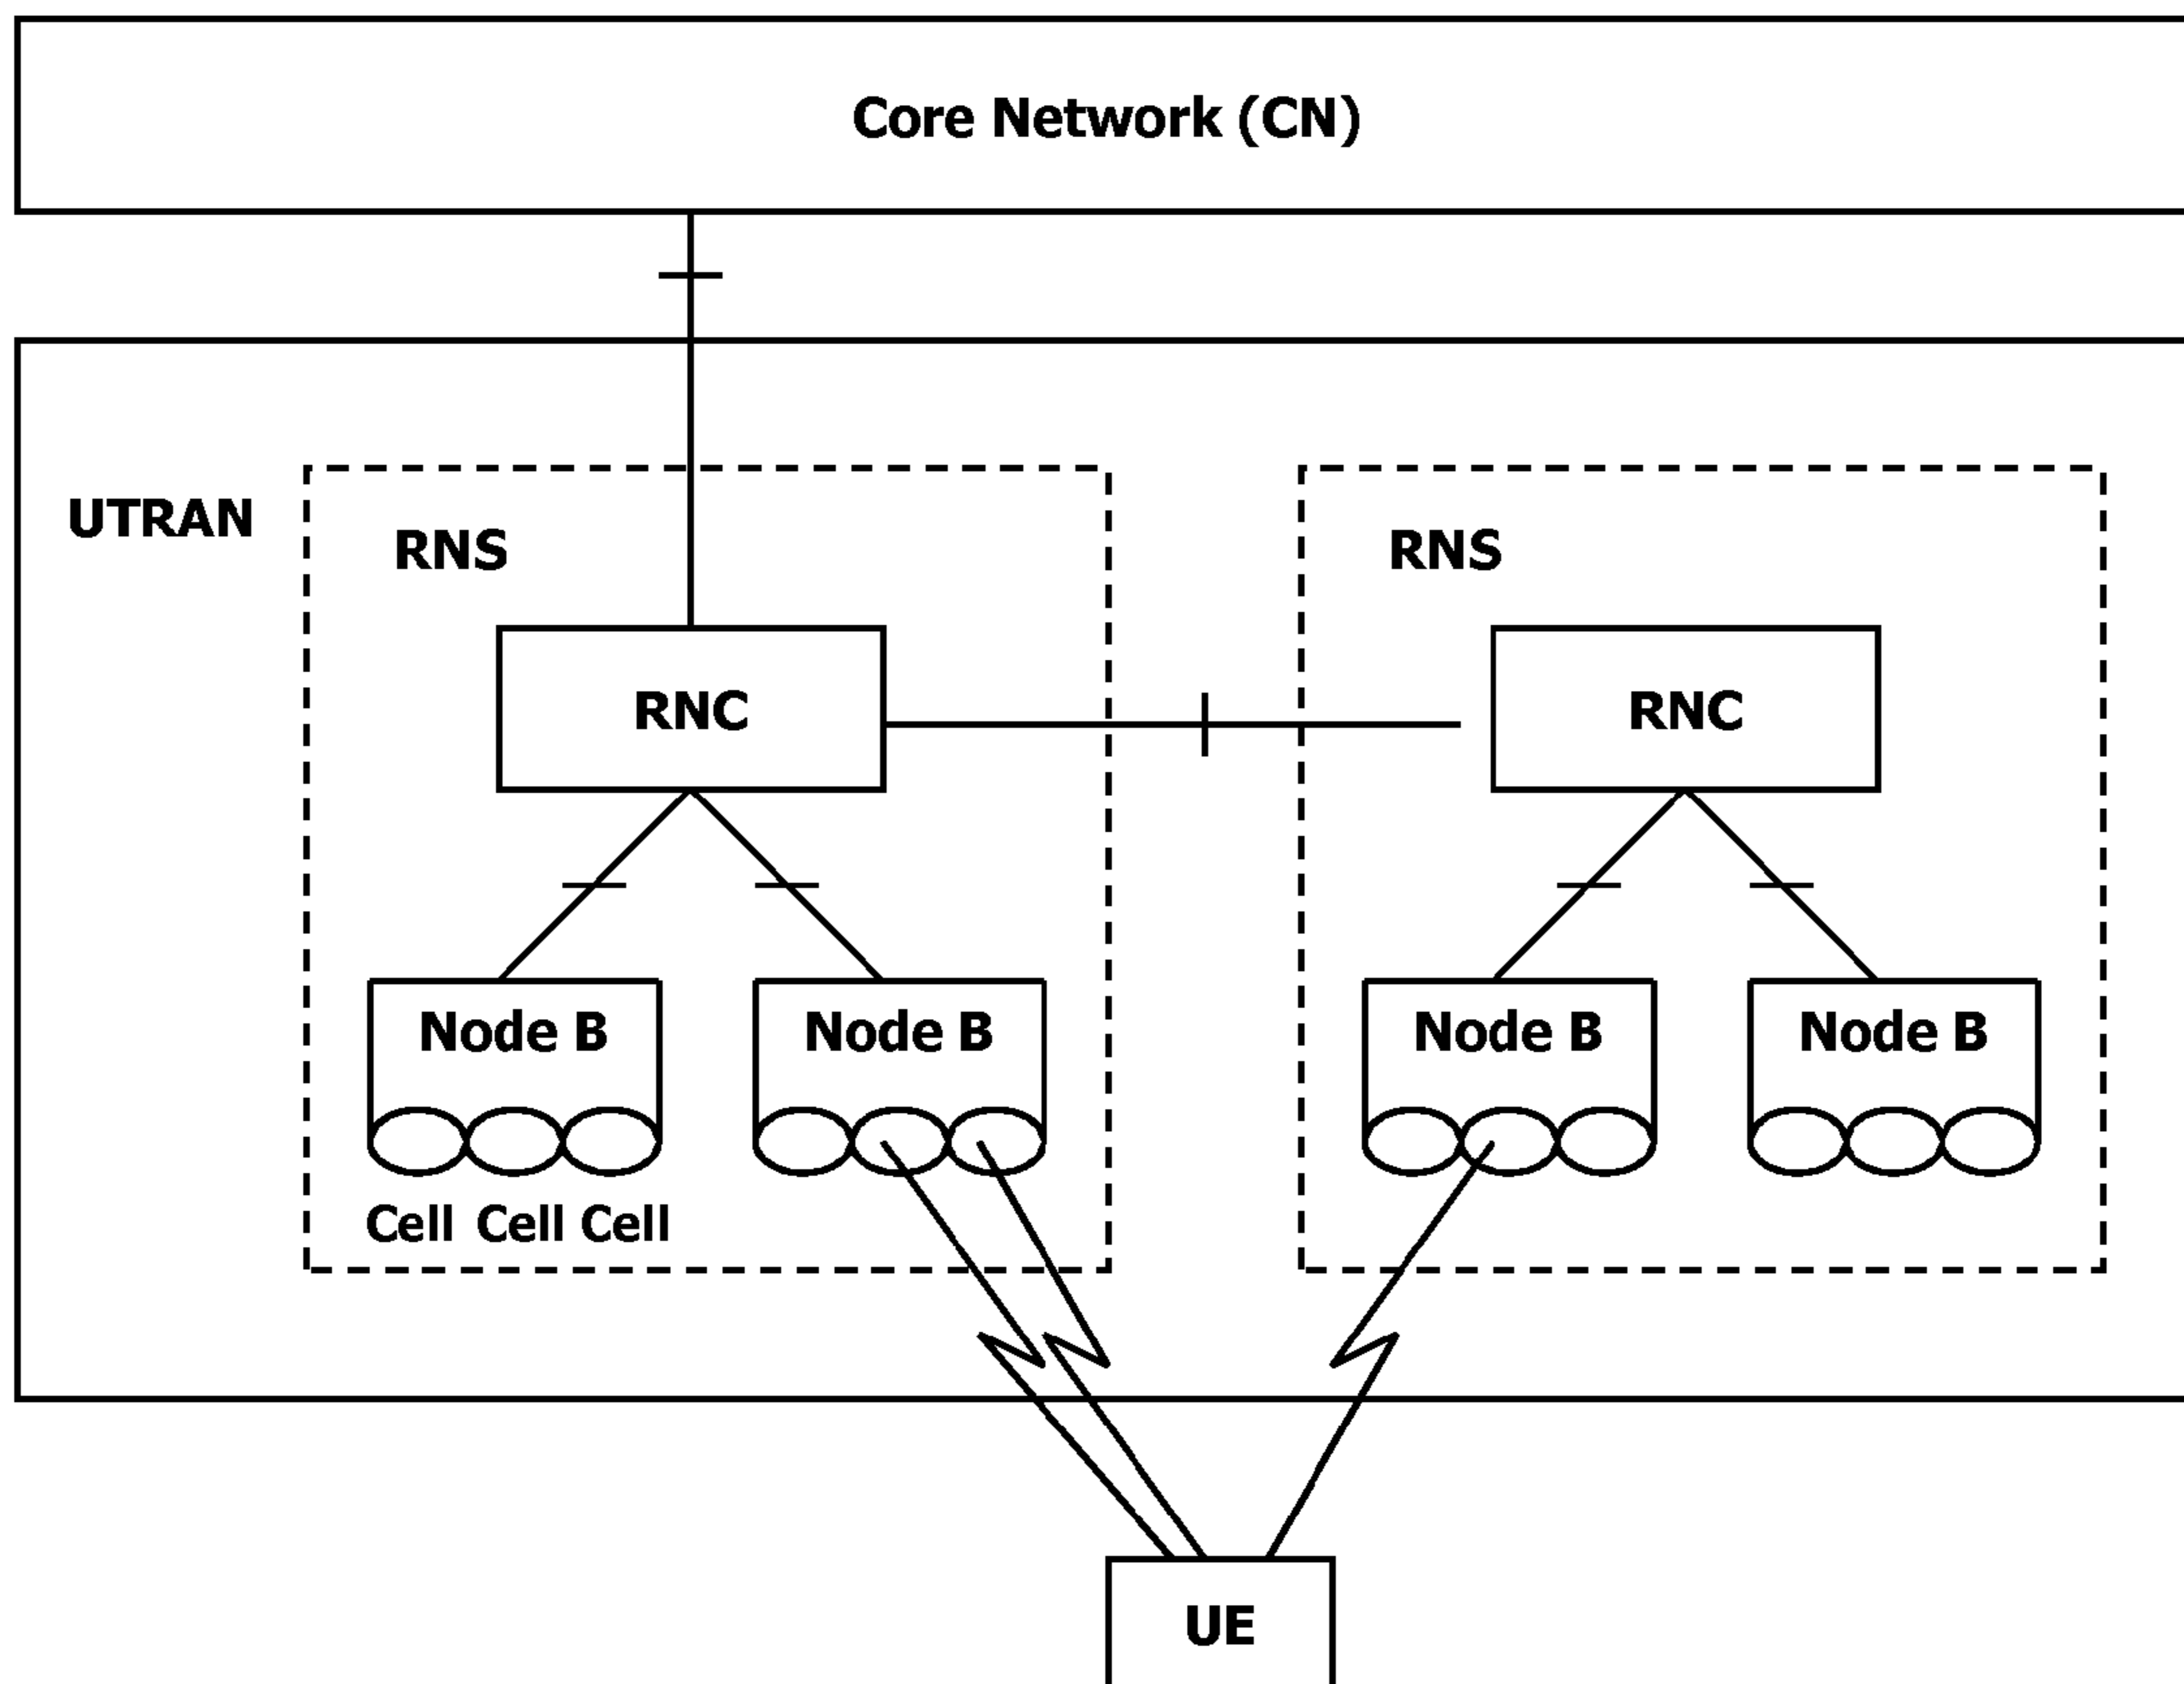 Core Network (CN)
UTRAN
RNS
RNS
RNC
RNC
Node B
Node B
Node B
Node B
Cell Cell Cell
UE